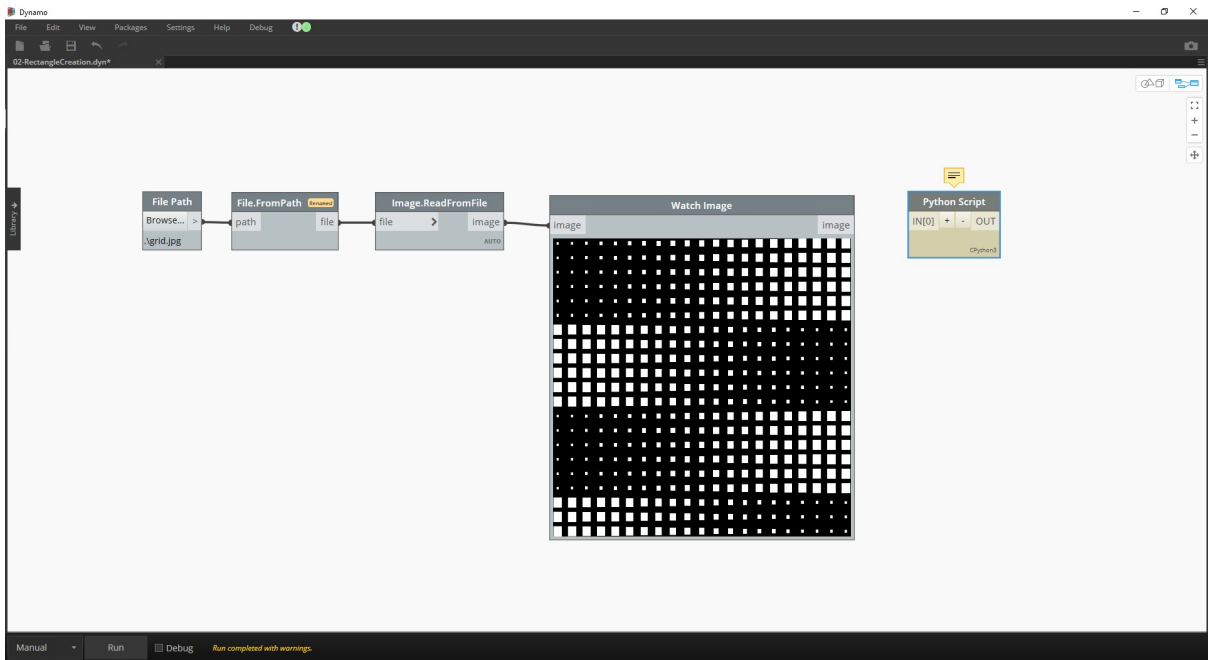 Dynamo
File Edit View Packages Settings Help Debug
02-RectangleCreation.dyn*
Library
File Path
Browse... >
.\grid.jpg
File.FromPath Renamed
path file
Image.ReadFromFile
file > image
AUTO
Watch Image
image image
Python Script
IN[0] + - OUT
CPython3
Manual Run Debug Run completed with warnings.